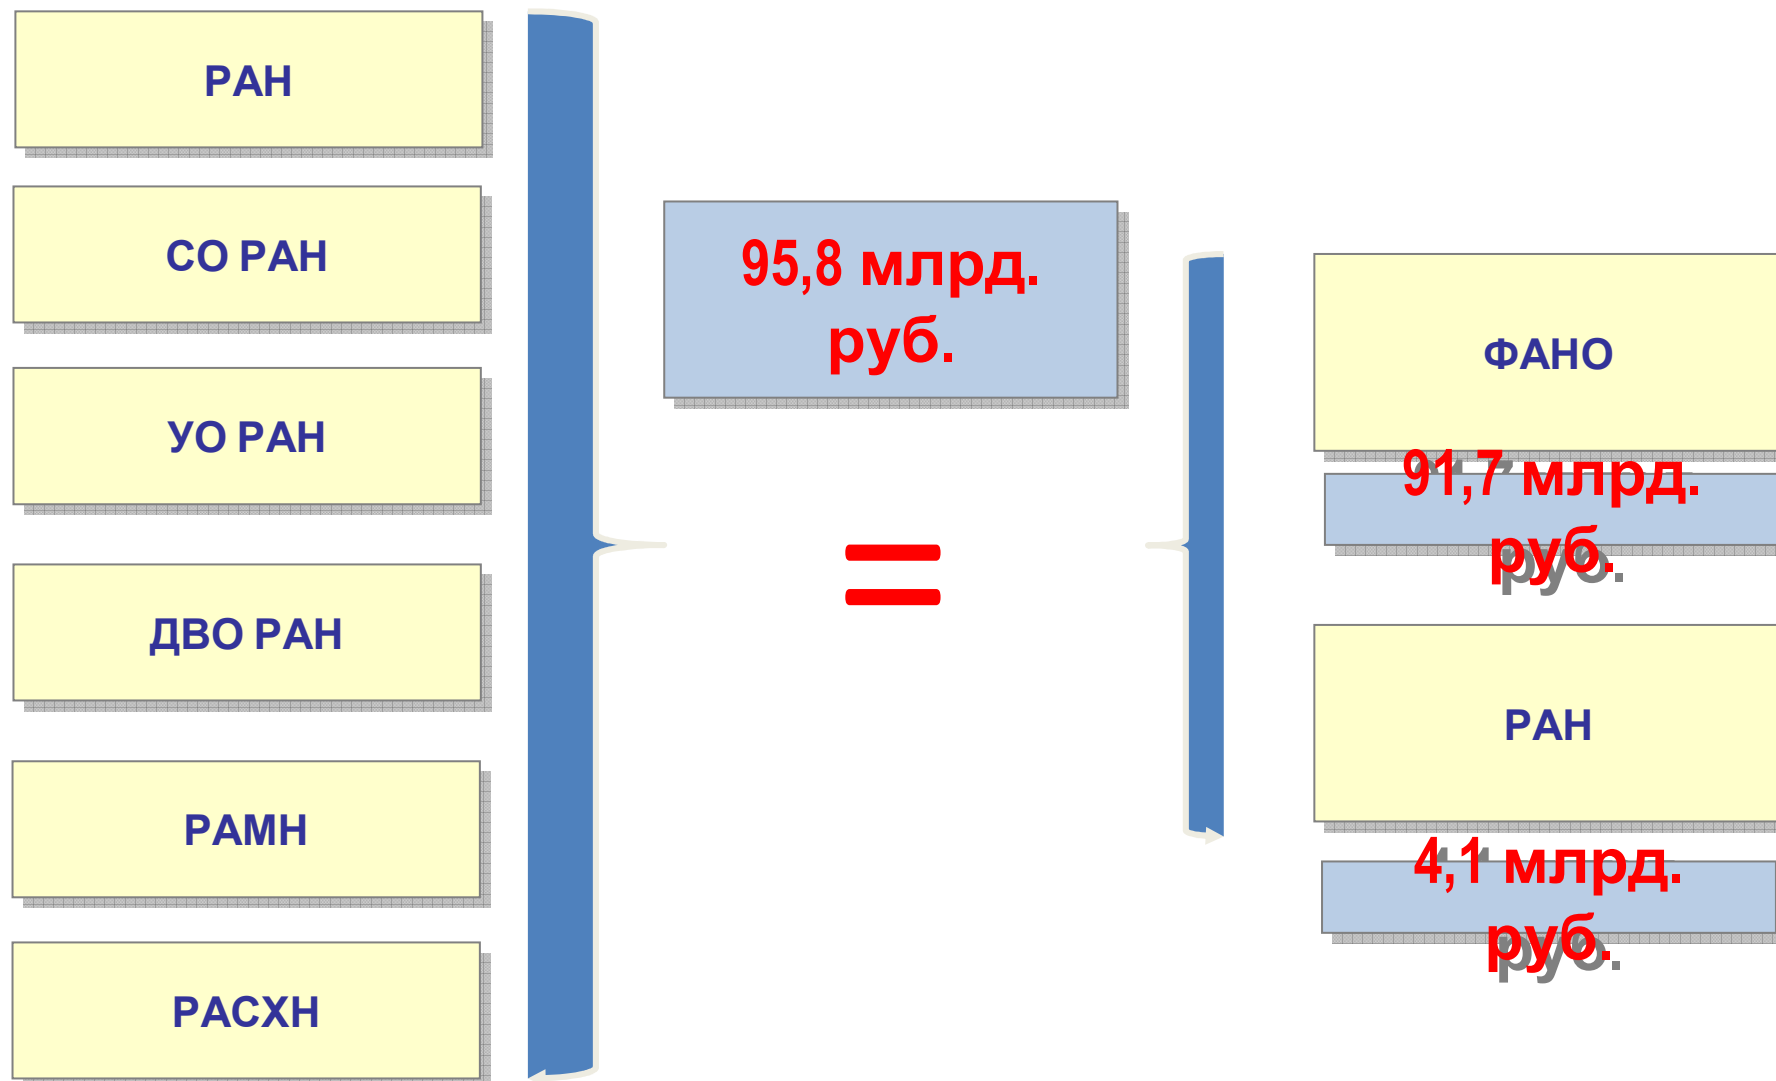 РАН
СО РАН
УО РАН
ДВО РАН
РАМН
РАСХН
95,8 млрд.
руб.
=
ФАНО
91,7 млрд.
руб.
РАН
4,1 млрд.
руб.